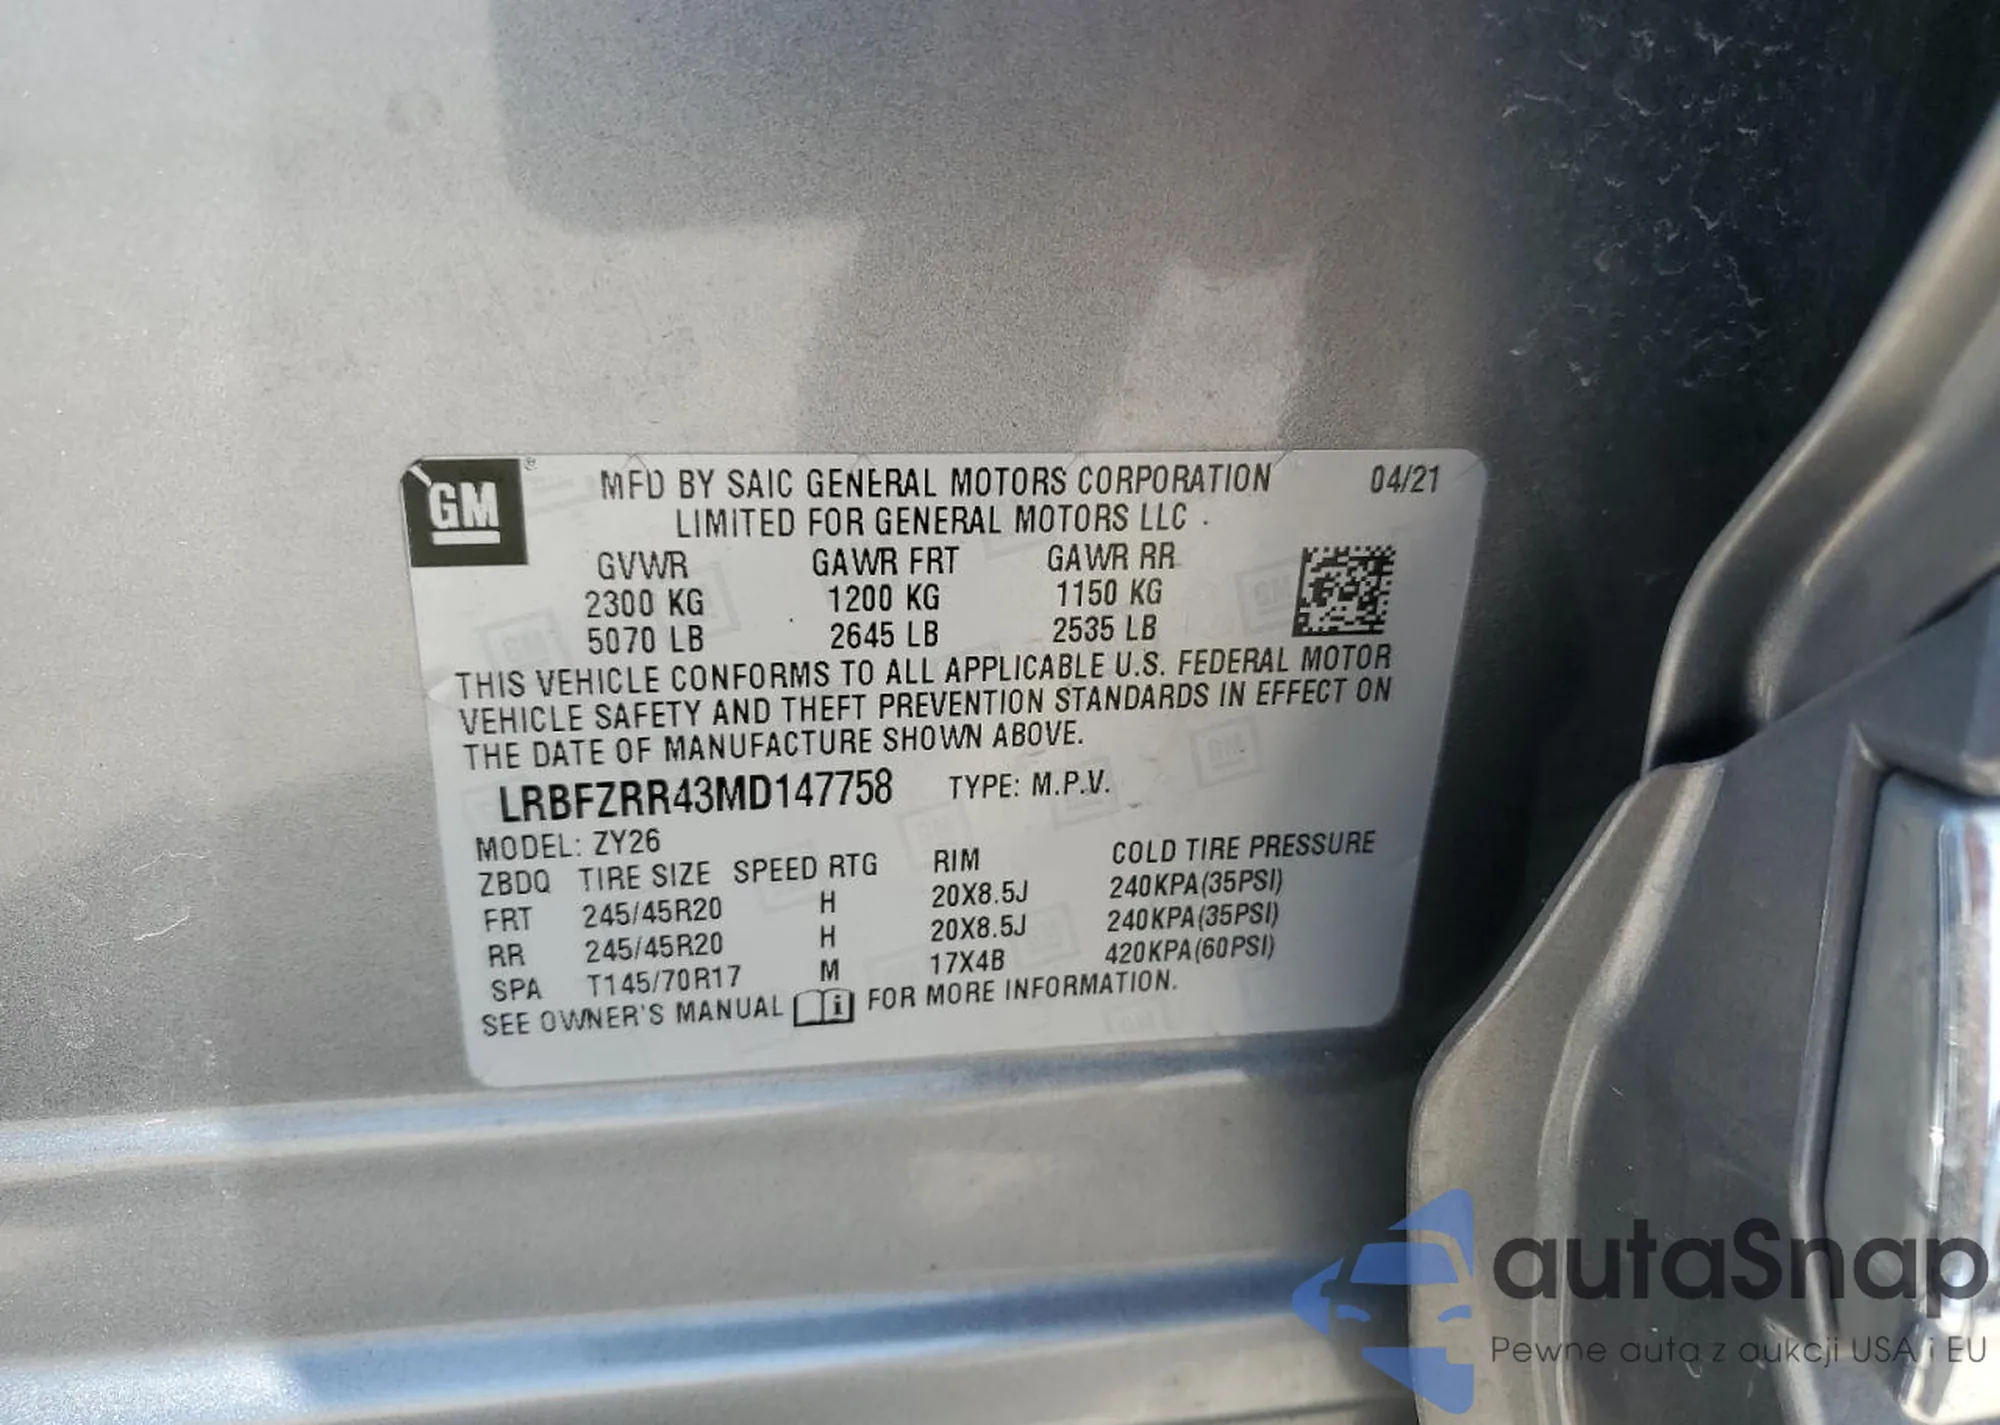 GM ®
MFD BY SAIC GENERAL MOTORS CORPORATION 04/21
LIMITED FOR GENERAL MOTORS LLC
GVWR GAWR FRT GAWR RR
2300 KG 1200 KG 1150 KG
5070 LB 2645 LB 2535 LB
THIS VEHICLE CONFORMS TO ALL APPLICABLE U.S. FEDERAL MOTOR
VEHICLE SAFETY AND THEFT PREVENTION STANDARDS IN EFFECT ON
THE DATE OF MANUFACTURE SHOWN ABOVE.
LRBFZRR43MD147758 TYPE: M.P.V.
MODEL: ZY26
ZBDQ TIRE SIZE SPEED RTG RIM COLD TIRE PRESSURE
FRT 245/45R20 H 20X8.5J 240KPA(35PSI)
RR 245/45R20 H 20X8.5J 240KPA(35PSI)
SPA T145/70R17 M 17X4B 420KPA(60PSI)
SEE OWNER'S MANUAL i FOR MORE INFORMATION.
autaSnap
Pewne auta z aukcji USA i EU